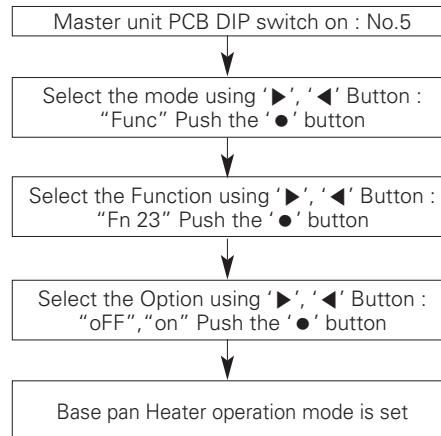 Master unit PCB DIP switch on : No.5
Select the mode using ‘▶’, ‘◀’ Button :
“Func” Push the ‘●’ button
Select the Function using ‘▶’, ‘◀’ Button :
“Fn 23” Push the ‘●’ button
Select the Option using ‘▶’, ‘◀’ Button :
“oFF”,“on” Push the ‘●’ button
Base pan Heater operation mode is set